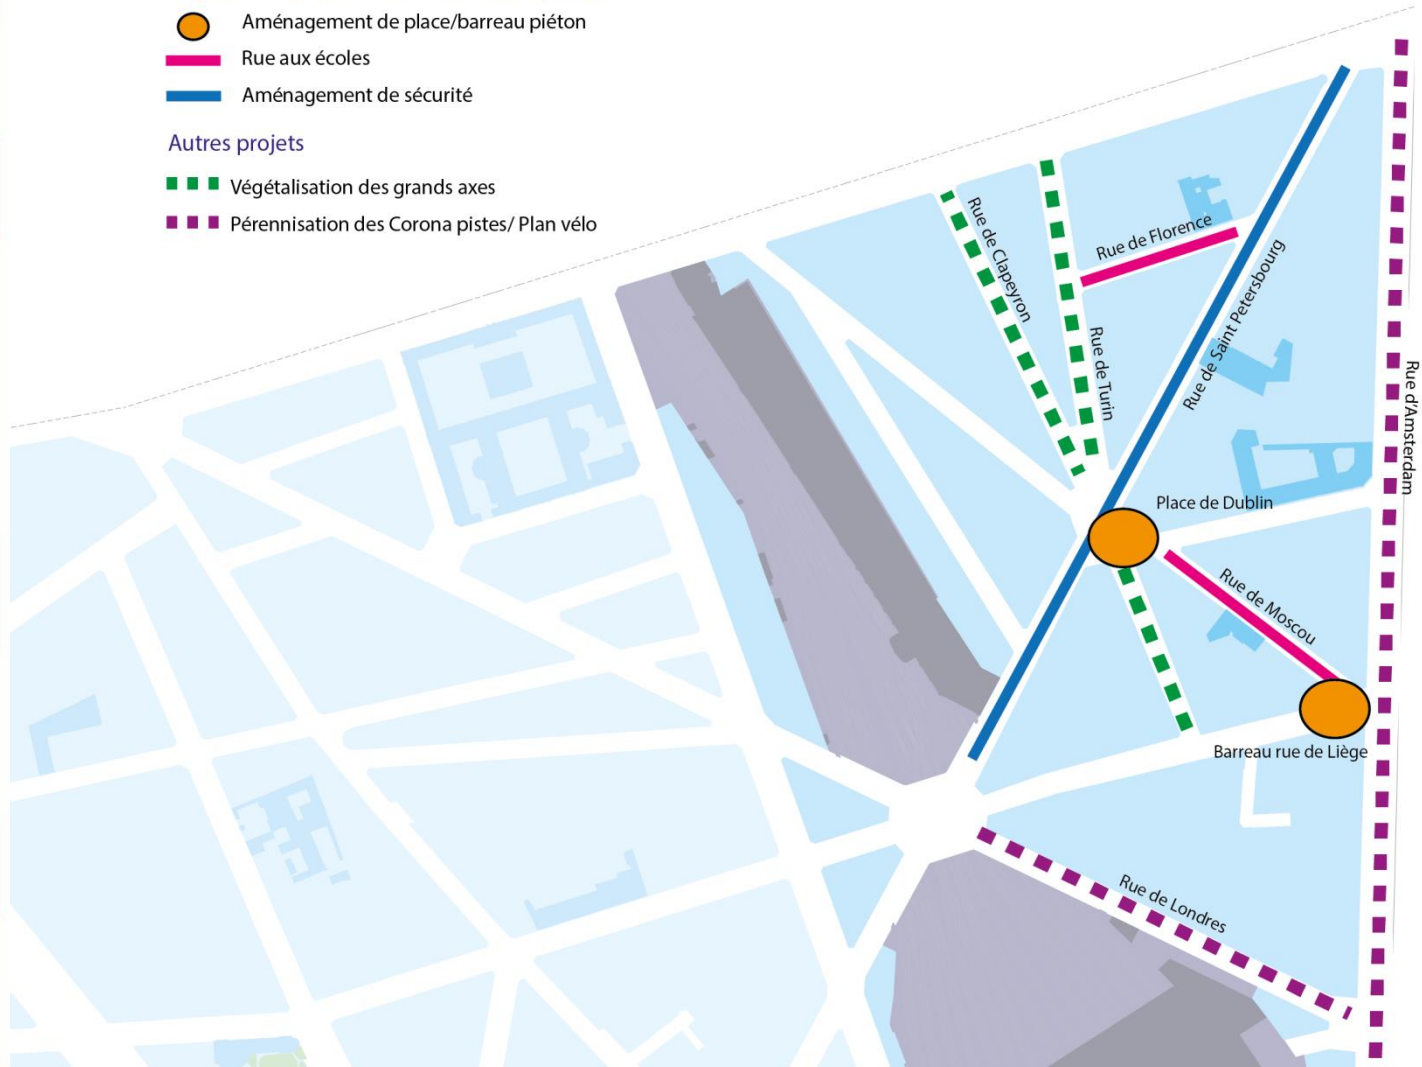 Aménagement de place/barreau piéton
Rue aux écoles
Aménagement de sécurité
Autres projets
Végétalisation des grands axes
Pérennisation des Corona pistes/ Plan vélo
Rue de Clapeyron
Rue de Florence
Rue de Turin
Rue de Saint Petersbourg
Rue d'Amsterdam
Place de Dublin
Rue de Moscou
Barreau rue de Liège
Rue de Londres